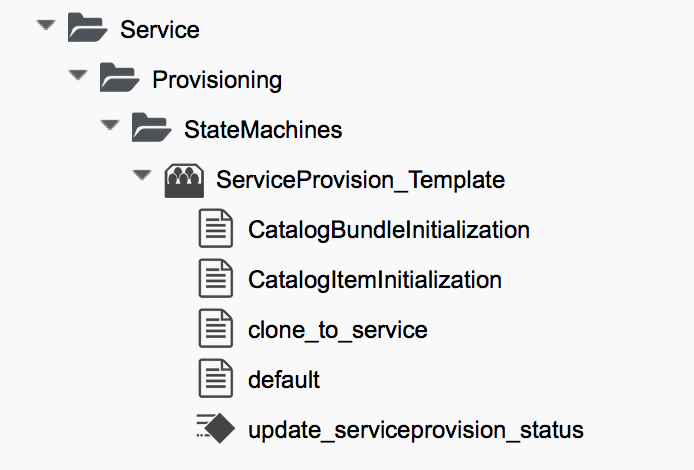 Service
Provisioning
StateMachines
ServiceProvision_Template
CatalogBundleInitialization
CatalogItemInitialization
clone_to_service
default
update_serviceprovision_status